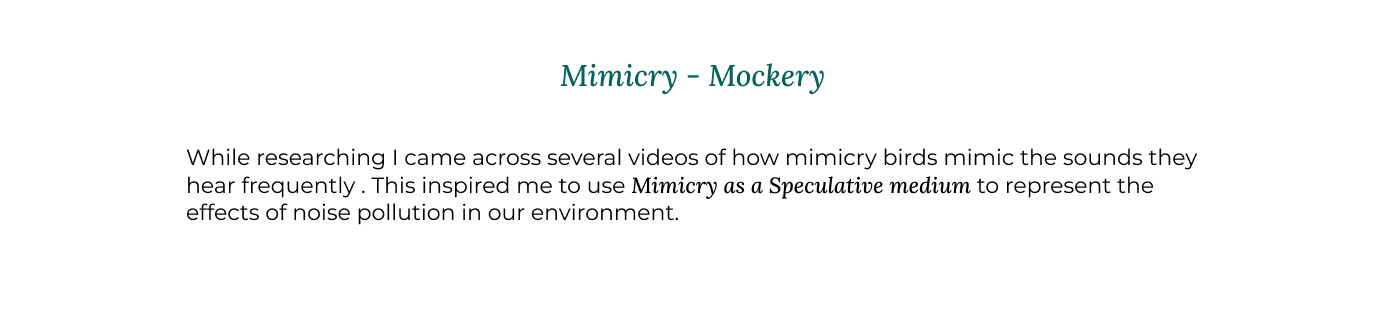 Mimicry - Mockery
While researching I came across several videos of how mimicry birds mimic the sounds they
hear frequently . This inspired me to use Mimicry as a Speculative medium to represent the
effects of noise pollution in our environment.